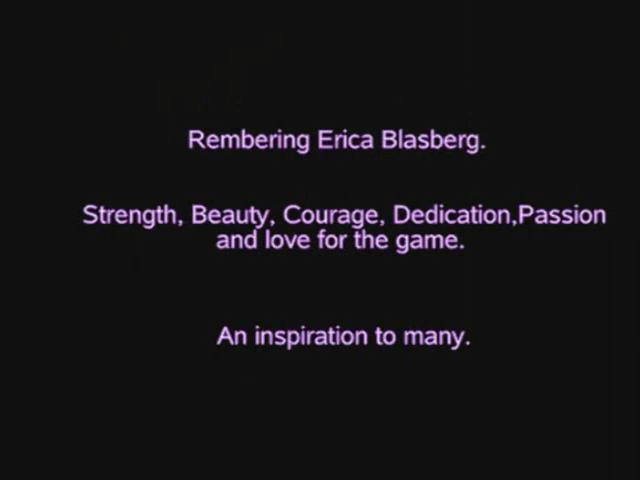 Rembering Erica Blasberg.
Strength, Beauty, Courage, Dedication,Passion
and love for the game.
An inspiration to many.